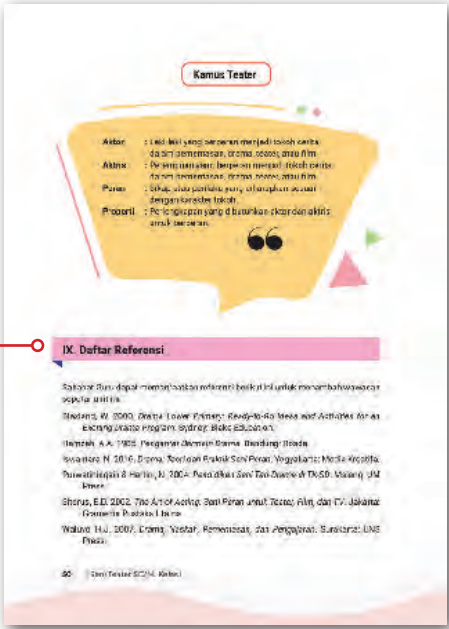 Kamus Teater
Aktor : Laki-laki yang berperan menjadi tokoh cerita
dalam pementasan, drama, teater, atau film.
Aktris : Perempuan yang berperan menjadi tokoh cerita
dalam pementasan, drama, teater, atau film.
Peran : Sikap atau perilaku yang diharapkan sesuai
dengan karakter tokoh.
Properti : Perlengkapan yang dibutuhkan aktor dan aktris
untuk berperan.
IX. Daftar Referensi
Sahabat Guru dapat memanfaatkan referensi berikut ini untuk menambah wawasan
seputar unit ini.
W. 2000. Drama Lower Primary: Ready-to-Go Ideas and Activities for an
Exciting Drama Program. Sydney: Blake Education.
Hamzah, A.A. 1985. Pengantar Bermain Drama. Bandung: Rosda.
Iswantara, N. 2016. Drama: Teori dan Praktik Seni Peran. Yogyakarta: Media Kreatifa.
& N. 2004. Pendidikan Seni Tari-Drama di TK-SD. Malang: UM
Press.
E.D. 2002. The Art of Acting: Seni Peran untuk Teater, Film, dan TV. Jakarta:
Gramedia Pustaka Utama.
Waluyo, H.J. 2007. Drama, Naskah, Pementasan, dan Pengajaran. Surakarta: UNS
Press.
Seni Teater SD/MI Kelas I